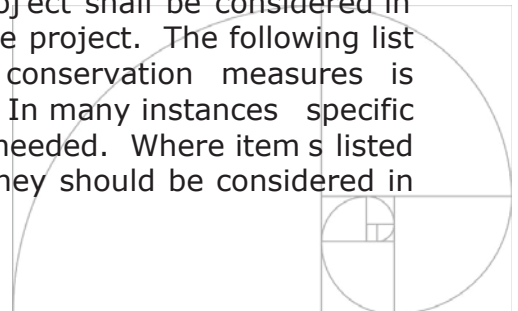 ject shall be considered in
e project. The following list
conservation measures is
In many instances specific
needed. Where item s listed
hey should be considered in